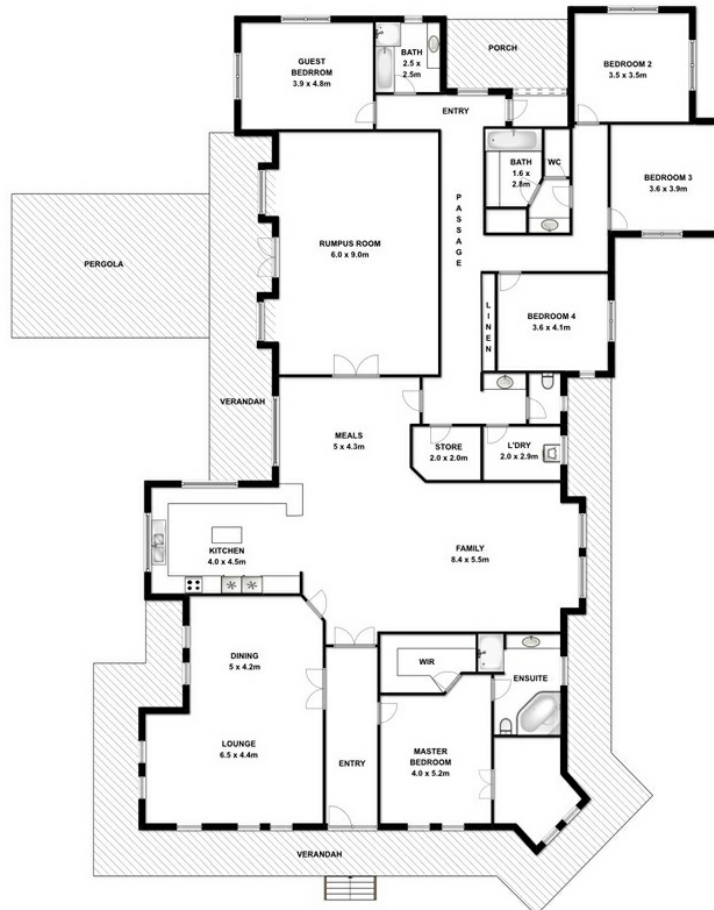 GUEST
BEDRROM
3.9 x 4.8m
BATH
2.5 x
2.5m
PORCH
BEDROOM 2
3.5 x 3.5m
ENTRY
BATH
1.6 x
2.8m
WC
BEDROOM 3
3.6 x 3.9m
PASSAGE
RUMPUS ROOM
6.0 x 9.0m
PERGOLA
LINEN
BEDROOM 4
3.6 x 4.1m
VERANDAH
MEALS
5 x 4.3m
STORE
2.0 x 2.0m
L'DRY
2.0 x 2.9m
KITCHEN
4.0 x 4.5m
FAMILY
8.4 x 5.5m
DINING
5 x 4.2m
WIR
ENSUITE
LOUNGE
6.5 x 4.4m
ENTRY
MASTER
BEDROOM
4.0 x 5.2m
VERANDAH